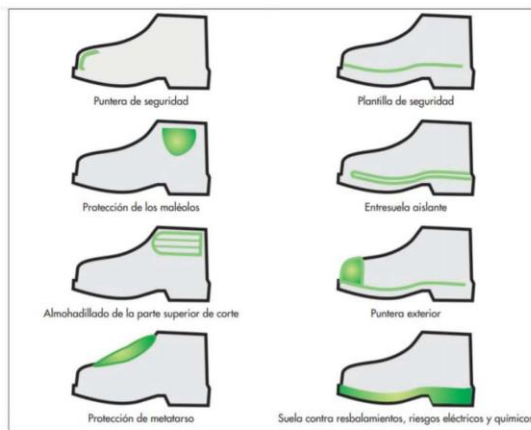 Puntera de seguridad
Plantilla de seguridad
Protección de los maléolos
Entresuela aislante
Almohadillado de la parte superior de corte
Puntera exterior
Protección de metatarso
Suela contra resbalamientos, riesgos eléctricos y químicos